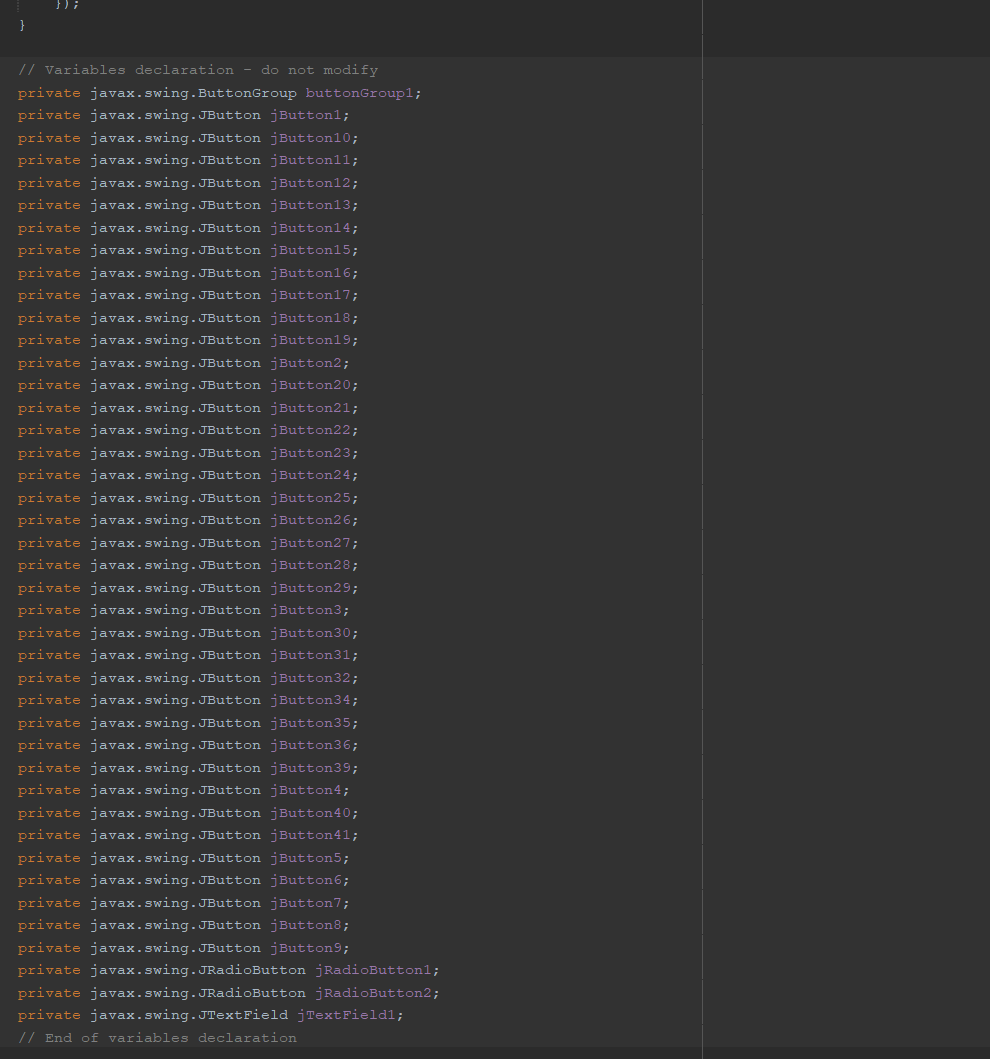 });
}
// Variables declaration - do not modify
private javax.swing.ButtonGroup buttonGroup1;
private javax.swing.JButton jButton1;
private javax.swing.JButton jButton10;
private javax.swing.JButton jButton11;
private javax.swing.JButton jButton12;
private javax.swing.JButton jButton13;
private javax.swing.JButton jButton14;
private javax.swing.JButton jButton15;
private javax.swing.JButton jButton16;
private javax.swing.JButton jButton17;
private javax.swing.JButton jButton18;
private javax.swing.JButton jButton19;
private javax.swing.JButton jButton2;
private javax.swing.JButton jButton20;
private javax.swing.JButton jButton21;
private javax.swing.JButton jButton22;
private javax.swing.JButton jButton23;
private javax.swing.JButton jButton24;
private javax.swing.JButton jButton25;
private javax.swing.JButton jButton26;
private javax.swing.JButton jButton27;
private javax.swing.JButton jButton28;
private javax.swing.JButton jButton29;
private javax.swing.JButton jButton3;
private javax.swing.JButton jButton30;
private javax.swing.JButton jButton31;
private javax.swing.JButton jButton32;
private javax.swing.JButton jButton34;
private javax.swing.JButton jButton35;
private javax.swing.JButton jButton36;
private javax.swing.JButton jButton39;
private javax.swing.JButton jButton4;
private javax.swing.JButton jButton40;
private javax.swing.JButton jButton41;
private javax.swing.JButton jButton5;
private javax.swing.JButton jButton6;
private javax.swing.JButton jButton7;
private javax.swing.JButton jButton8;
private javax.swing.JButton jButton9;
private javax.swing.JRadioButton jRadioButton1;
private javax.swing.JRadioButton jRadioButton2;
private javax.swing.JTextField jTextField1;
// End of variables declaration